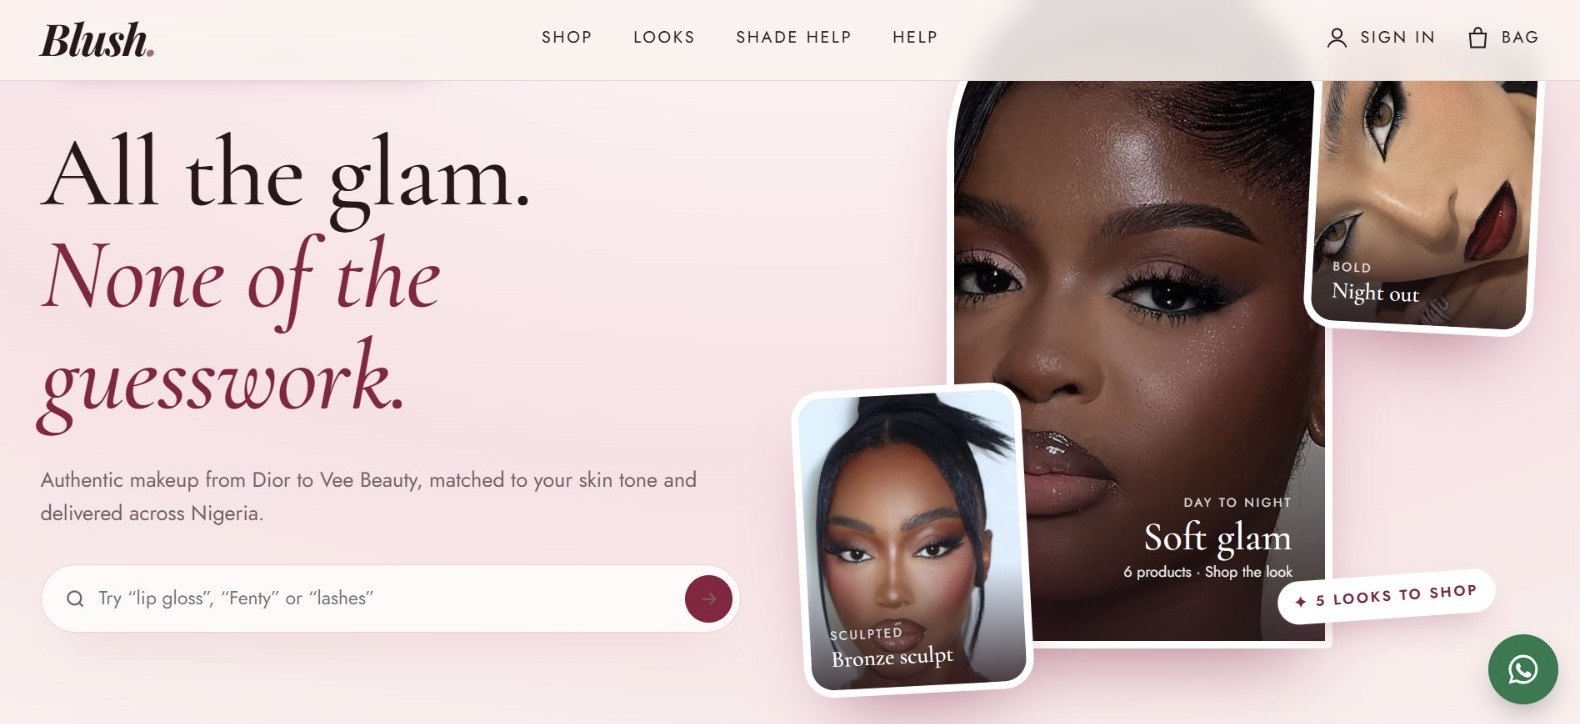 Blush.
SHOP
LOOKS
SHADE HELP
HELP
SIGN IN
BAG
All the glam.
None of the
guesswork.
Authentic makeup from Dior to Vee Beauty, matched to your skin tone and
delivered across Nigeria.
Try “lip gloss”, “Fenty” or “lashes”
BOLD
Night out
DAY TO NIGHT
Soft glam
6 products · Shop the look
SCULPTED
Bronze sculpt
✦ 5 LOOKS TO SHOP